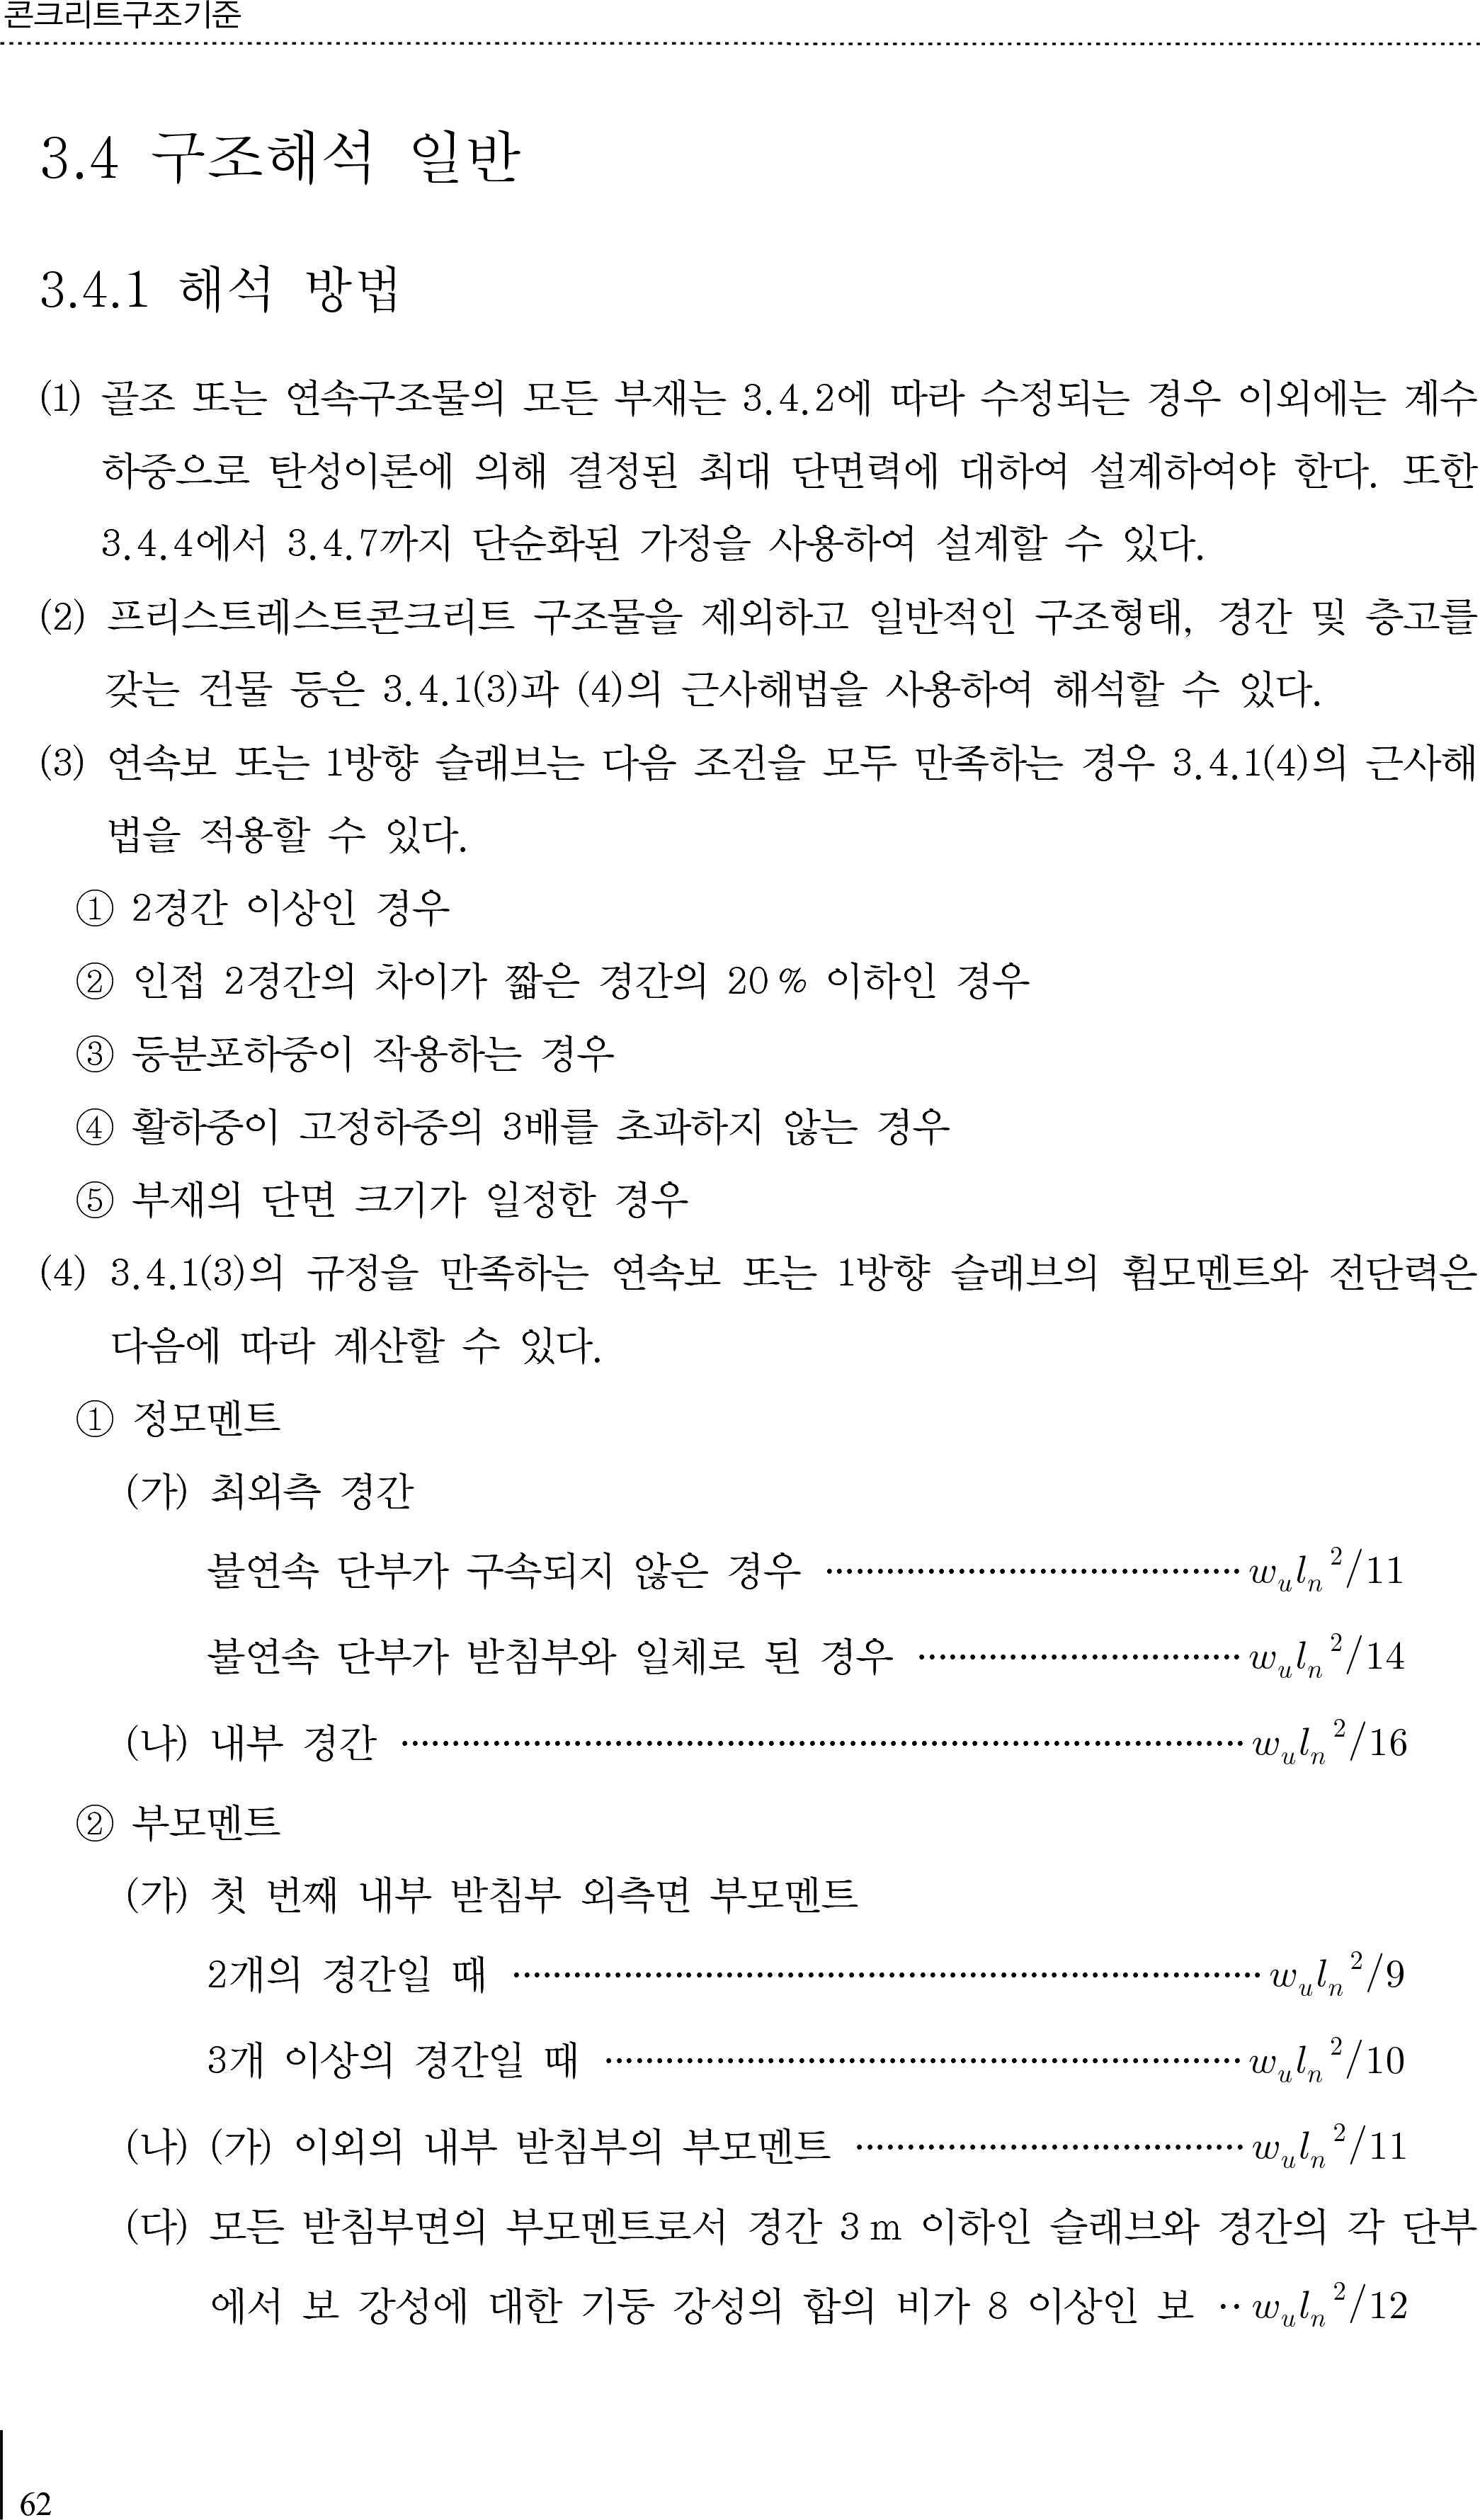 콘크리트구조기준
3.4 구조해석 일반
3.4.1 해석 방법
(1) 골조 또는 연속구조물의 모든 부재는 3.4.2에 따라 수정되는 경우 이외에는 계수
하중으로 탄성이론에 의해 결정된 최대 단면력에 대하여 설계하여야 한다. 또한
3.4.4에서 3.4.7까지 단순화된 가정을 사용하여 설계할 수 있다.
(2) 프리스트레스트콘크리트 구조물을 제외하고 일반적인 구조형태, 경간 및 층고를
갖는 건물 등은 3.4.1(3)과 (4)의 근사해법을 사용하여 해석할 수 있다.
(3) 연속보 또는 1방향 슬래브는 다음 조건을 모두 만족하는 경우 3.4.1(4)의 근사해
법을 적용할 수 있다.
① 2경간 이상인 경우
② 인접 2경간의 차이가 짧은 경간의 20 % 이하인 경우
③ 등분포하중이 작용하는 경우
④ 활하중이 고정하중의 3배를 초과하지 않는 경우
⑤ 부재의 단면 크기가 일정한 경우
(4) 3.4.1(3)의 규정을 만족하는 연속보 또는 1방향 슬래브의 휨모멘트와 전단력은
다음에 따라 계산할 수 있다.
① 정모멘트
(가) 최외측 경간
불연속 단부가 구속되지 않은 경우 ········································ w_u l_n²/11
불연속 단부가 받침부와 일체로 된 경우 ······························· w_u l_n²/14
(나) 내부 경간 ················································································· w_u l_n²/16
② 부모멘트
(가) 첫 번째 내부 받침부 외측면 부모멘트
2개의 경간일 때 ········································································ w_u l_n²/9
3개 이상의 경간일 때 ····························································· w_u l_n²/10
(나) (가) 이외의 내부 받침부의 부모멘트 ····································· w_u l_n²/11
(다) 모든 받침부면의 부모멘트로서 경간 3 m 이하인 슬래브와 경간의 각 단부
에서 보 강성에 대한 기둥 강성의 합의 비가 8 이상인 보 ·· w_u l_n²/12
62